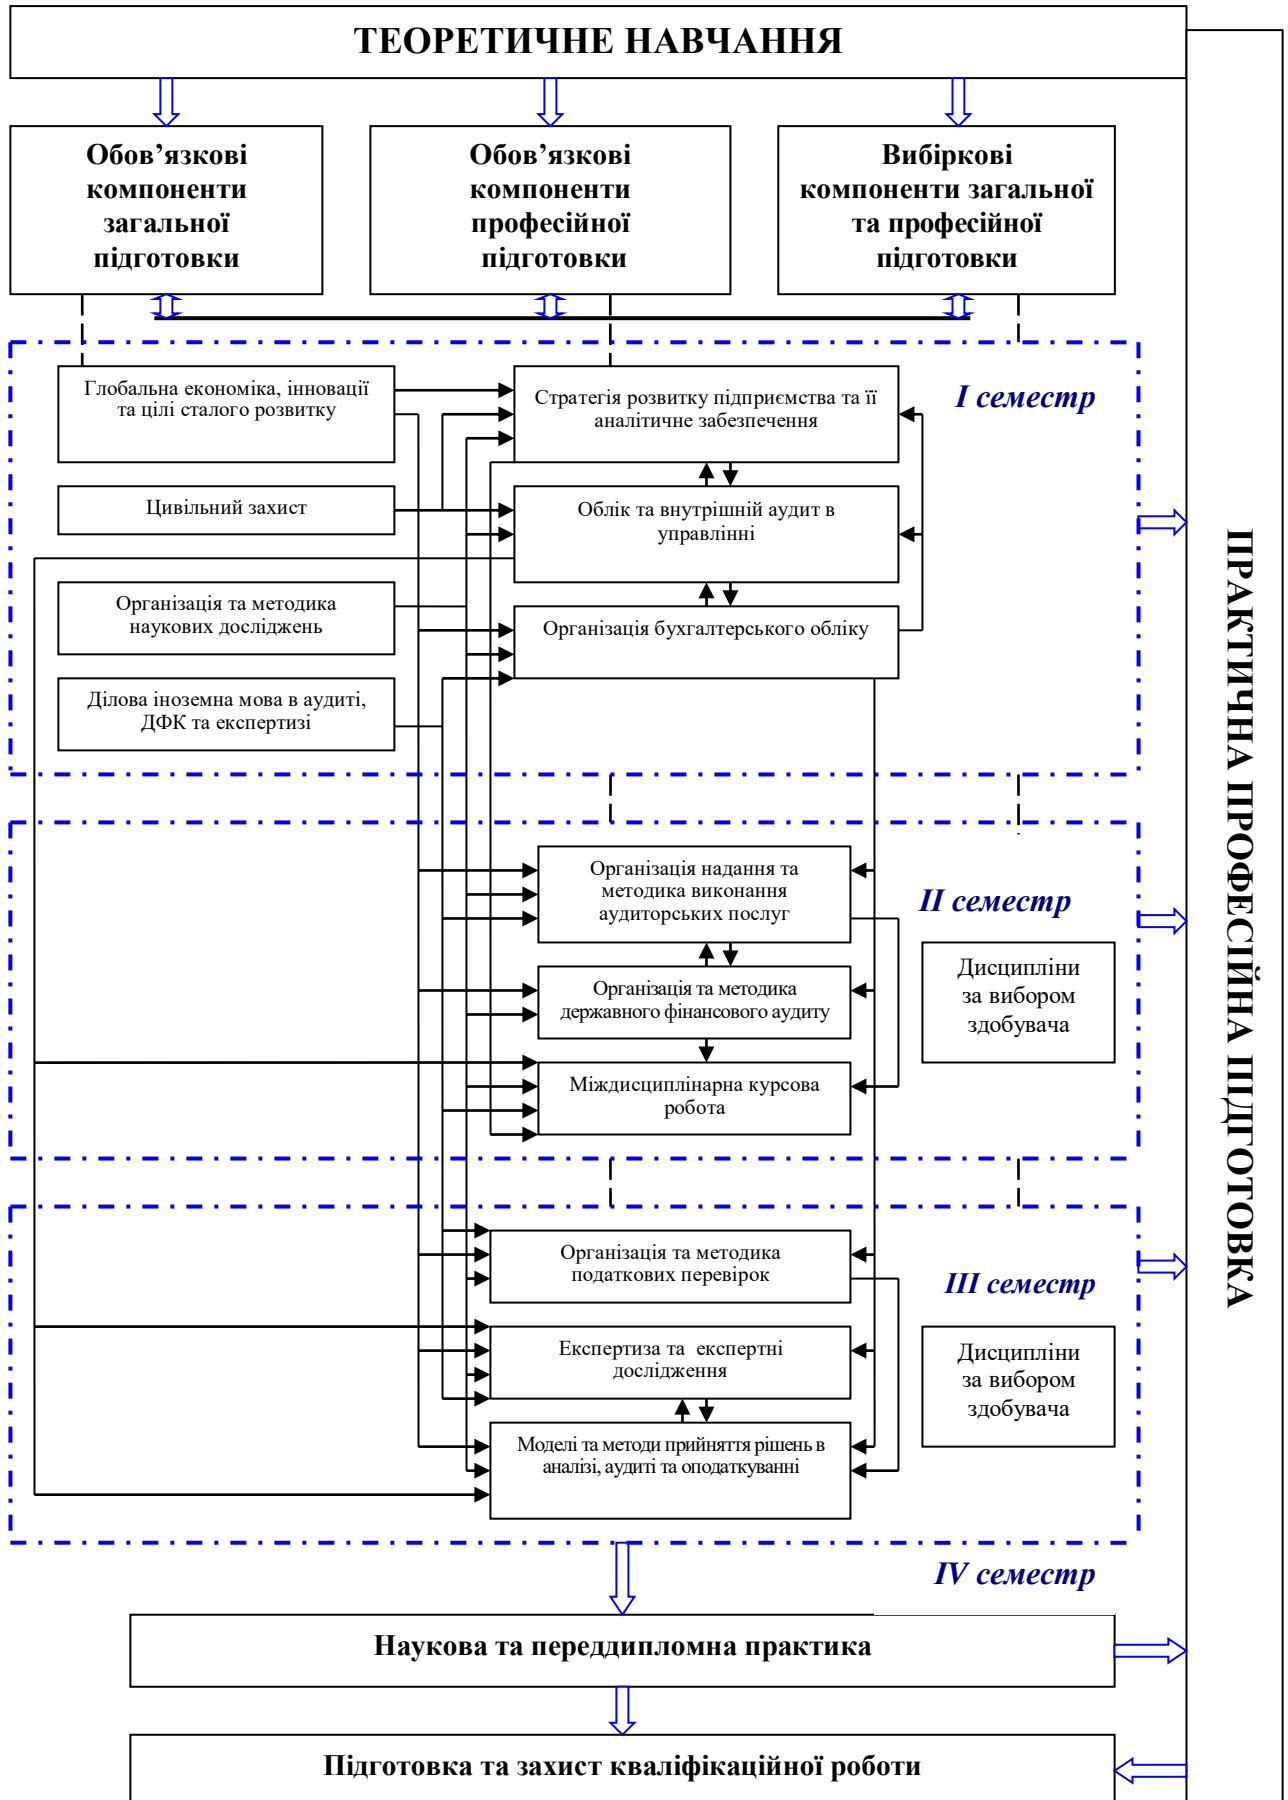 ТЕОРЕТИЧНЕ НАВЧАННЯ
Обов’язкові
компоненти
загальної
підготовки
Обов’язкові
компоненти
професійної
підготовки
Вибіркові
компоненти загальної
та професійної
підготовки
I семестр
Глобальна економіка, інновації
та цілі сталого розвитку
Стратегія розвитку підприємства та її
аналітичне забезпечення
Цивільний захист
Облік та внутрішній аудит в
управлінні
Організація та методика
наукових досліджень
Організація бухгалтерського обліку
Ділова іноземна мова в аудиті,
ДФК та експертизі
II семестр
Організація надання та
методика виконання
аудиторських послуг
Дисципліни
за вибором
здобувача
Організація та методика
державного фінансового аудиту
Міждисциплінарна курсова
робота
III семестр
Організація та методика
податкових перевірок
Експертиза та експертні
дослідження
Дисципліни
за вибором
здобувача
Моделі та методи прийняття рішень в
аналізі, аудиті та оподаткуванні
IV семестр
Наукова та переддипломна практика
Підготовка та захист кваліфікаційної роботи
ПРАКТИЧНА ПРОФЕСІЙНА ПІДГОТОВКА